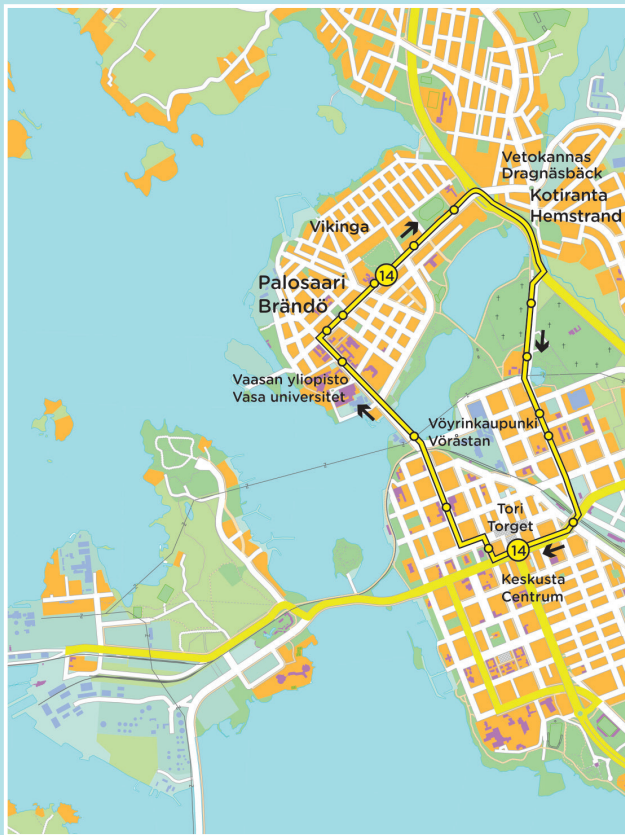 Vetokannas
Dragnäsbäck
Kotiranta
Hemstrand
Vikinga
14
Palosaari
Brändö
Vaasan yliopisto
Vasa universitet
Vöyrinkaupunki
Vöråstan
Tori
Torget
14
Keskusta
Centrum